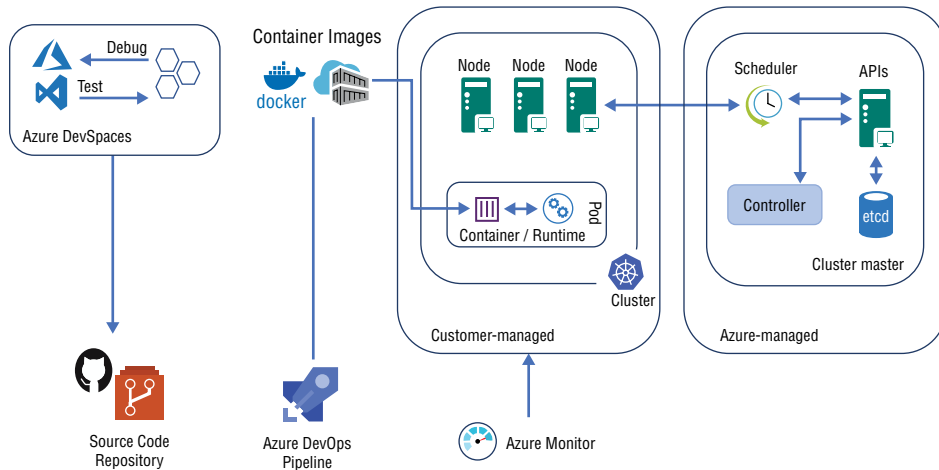 Debug
Test
Azure DevSpaces
Container Images
docker
Node
Node
Node
Container / Runtime
Pod
Cluster
Customer-managed
Scheduler
APIs
Controller
etcd
Cluster master
Azure-managed
Source Code
Repository
Azure DevOps
Pipeline
Azure Monitor